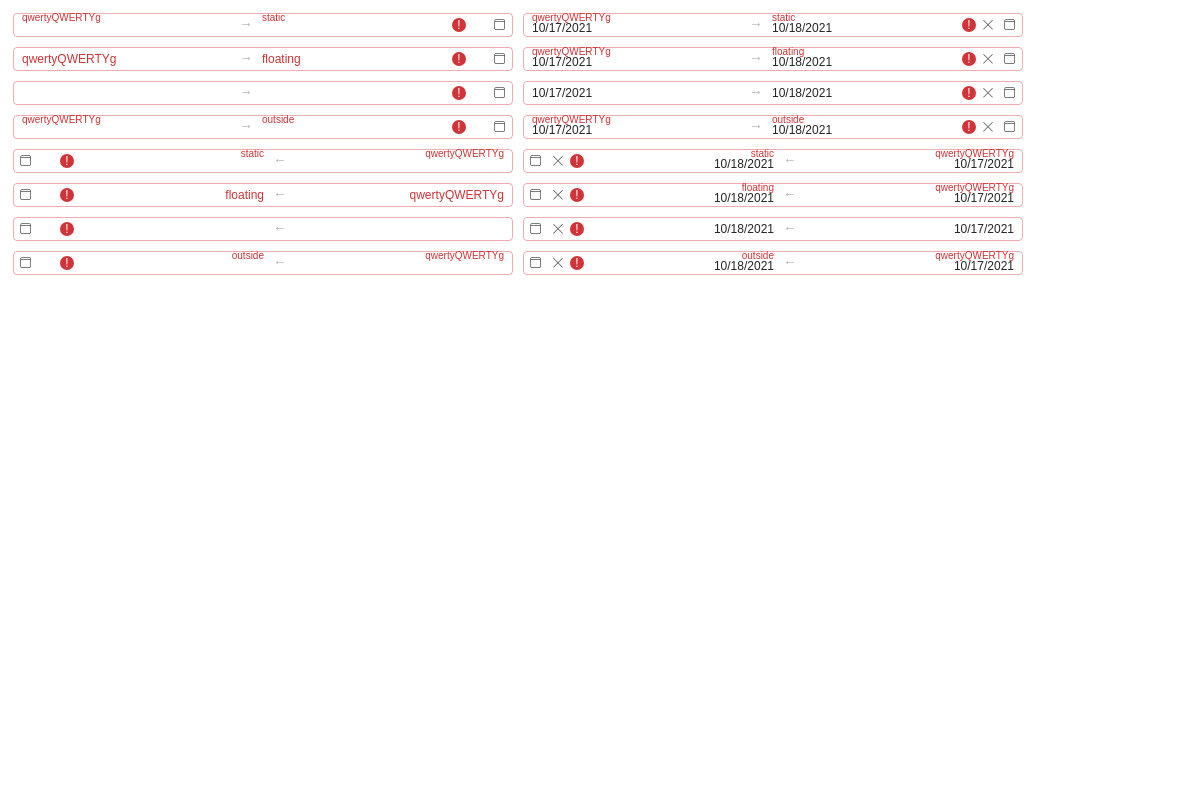 qwertyQWERTYg → static !
qwertyQWERTYg 10/17/2021 → static 10/18/2021 !
qwertyQWERTYg → floating !
qwertyQWERTYg 10/17/2021 → floating 10/18/2021 !
→ !
10/17/2021 → 10/18/2021 !
qwertyQWERTYg → outside !
qwertyQWERTYg 10/17/2021 → outside 10/18/2021 !
! static ← qwertyQWERTYg
! static 10/18/2021 ← qwertyQWERTYg 10/17/2021
! floating ← qwertyQWERTYg
! floating 10/18/2021 ← qwertyQWERTYg 10/17/2021
! ←
! 10/18/2021 ← 10/17/2021
! outside ← qwertyQWERTYg
! outside 10/18/2021 ← qwertyQWERTYg 10/17/2021